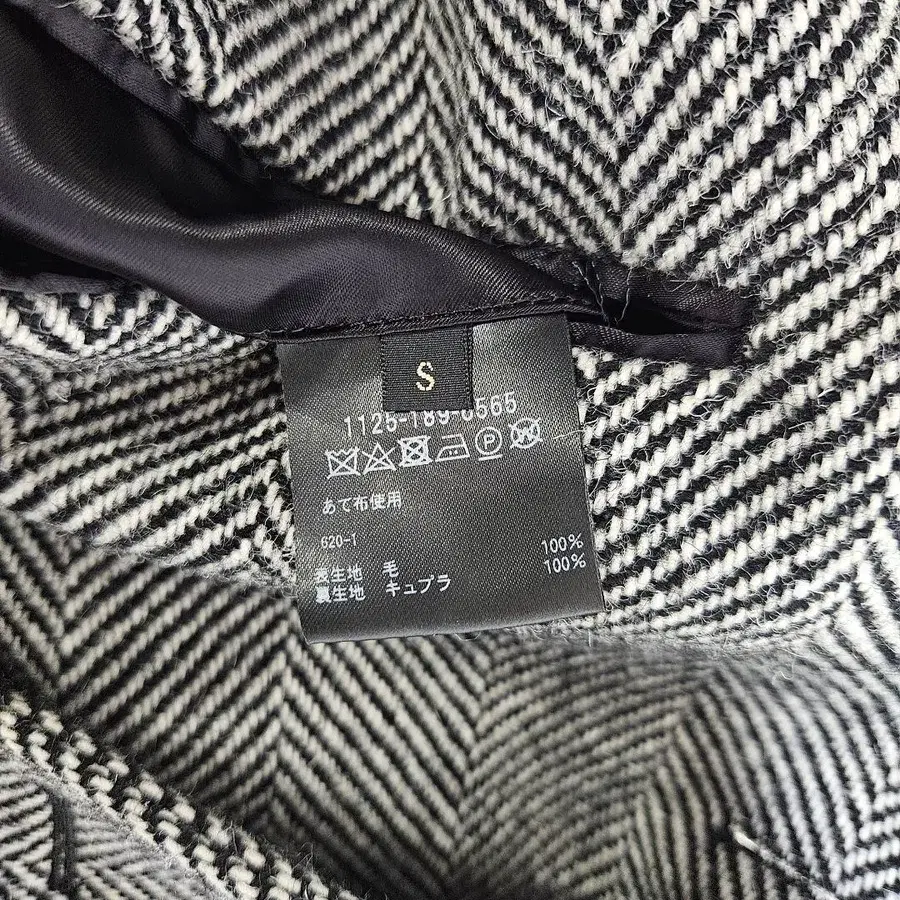 S
1125-189-0565
あて布使用
620-1
表生地 毛 100%
裏生地 キュプラ 100%